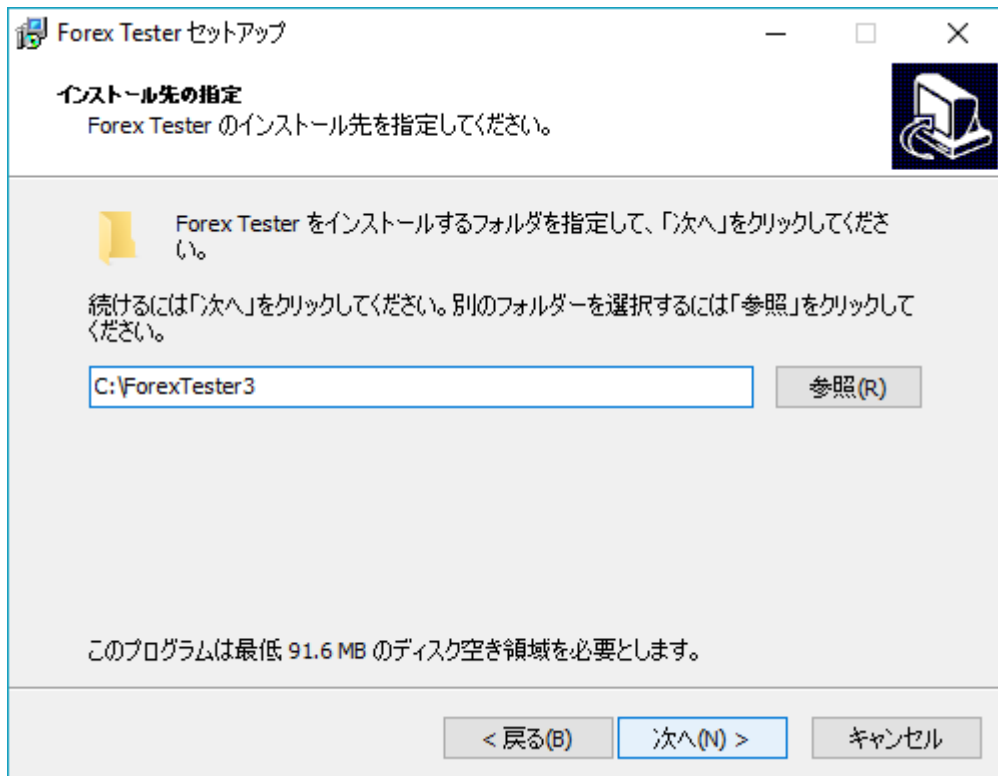 Forex Tester セットアップ
インストール先の指定
Forex Tester のインストール先を指定してください。
Forex Tester をインストールするフォルダを指定して、「次へ」をクリックしてくださ
い。
続けるには「次へ」をクリックしてください。別のフォルダーを選択するには「参照」をクリックして
ください。
C:\ForexTester3
参照(R)
このプログラムは最低 91.6 MB のディスク空き領域を必要とします。
< 戻る(B)
次へ(N) >
キャンセル